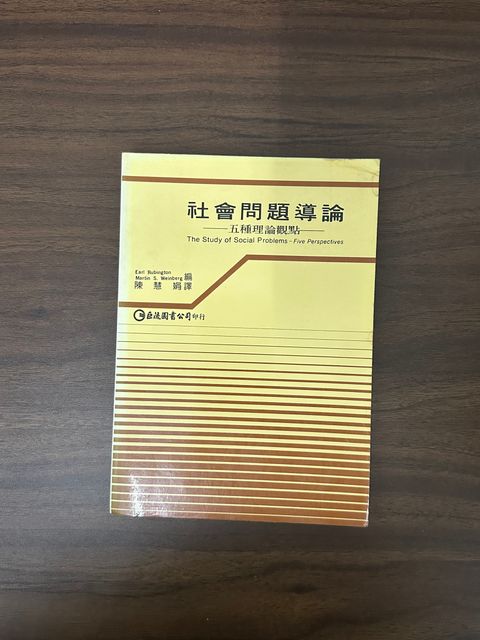 社會問題導論
——五種理論觀點——
The Study of Social Problems – Five Perspectives
Earl Rubington
Martin S. Weinberg 編
陳慧娟譯
巨流圖書公司印行